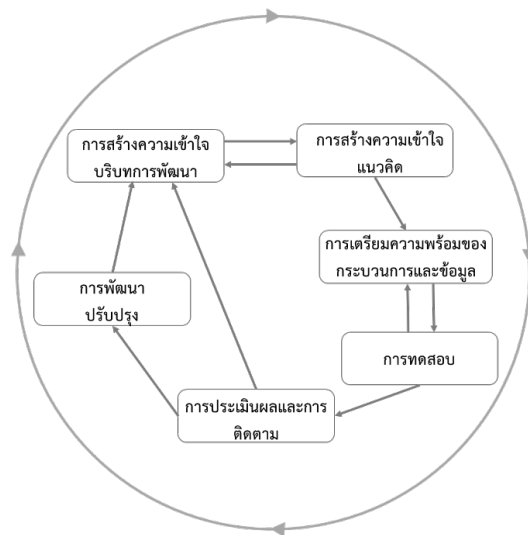 การสร้างความเข้าใจ
บริบทการพัฒนา
การสร้างความเข้าใจ
แนวคิด
การเตรียมความพร้อมของ
กระบวนการและข้อมูล
การพัฒนา
ปรับปรุง
การทดสอบ
การประเมินผลและการ
ติดตาม